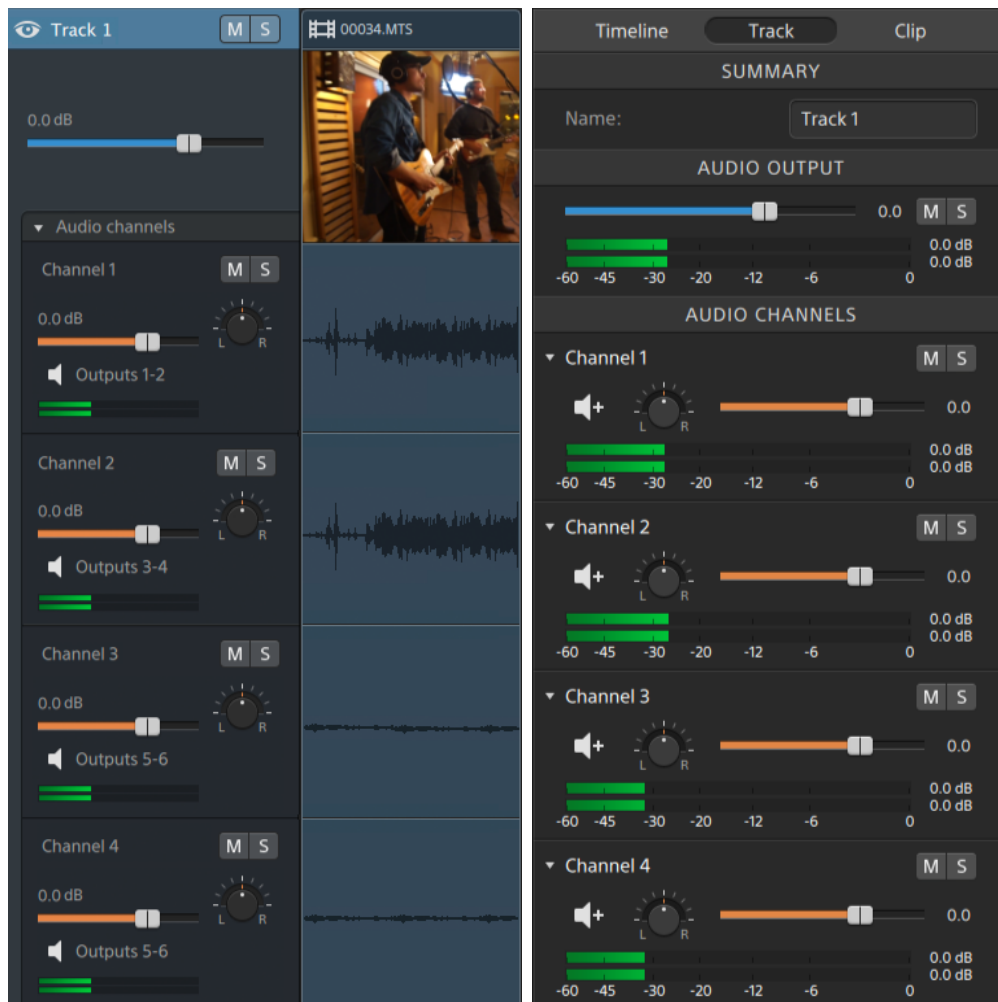 Track 1
M S
00034.MTS
0.0 dB
Audio channels
Channel 1
M S
0.0 dB
L R
Outputs 1-2
Channel 2
M S
0.0 dB
L R
Outputs 3-4
Channel 3
M S
0.0 dB
L R
Outputs 5-6
Channel 4
M S
0.0 dB
L R
Outputs 5-6
Timeline Track Clip
SUMMARY
Name: Track 1
AUDIO OUTPUT
0.0 M S
0.0 dB
0.0 dB
-60 -45 -30 -20 -12 -6 0
AUDIO CHANNELS
Channel 1 M S
L R
0.0
0.0 dB
0.0 dB
-60 -45 -30 -20 -12 -6 0
Channel 2 M S
L R
0.0
0.0 dB
0.0 dB
-60 -45 -30 -20 -12 -6 0
Channel 3 M S
L R
0.0
0.0 dB
0.0 dB
-60 -45 -30 -20 -12 -6 0
Channel 4 M S
L R
0.0
0.0 dB
0.0 dB
-60 -45 -30 -20 -12 -6 0